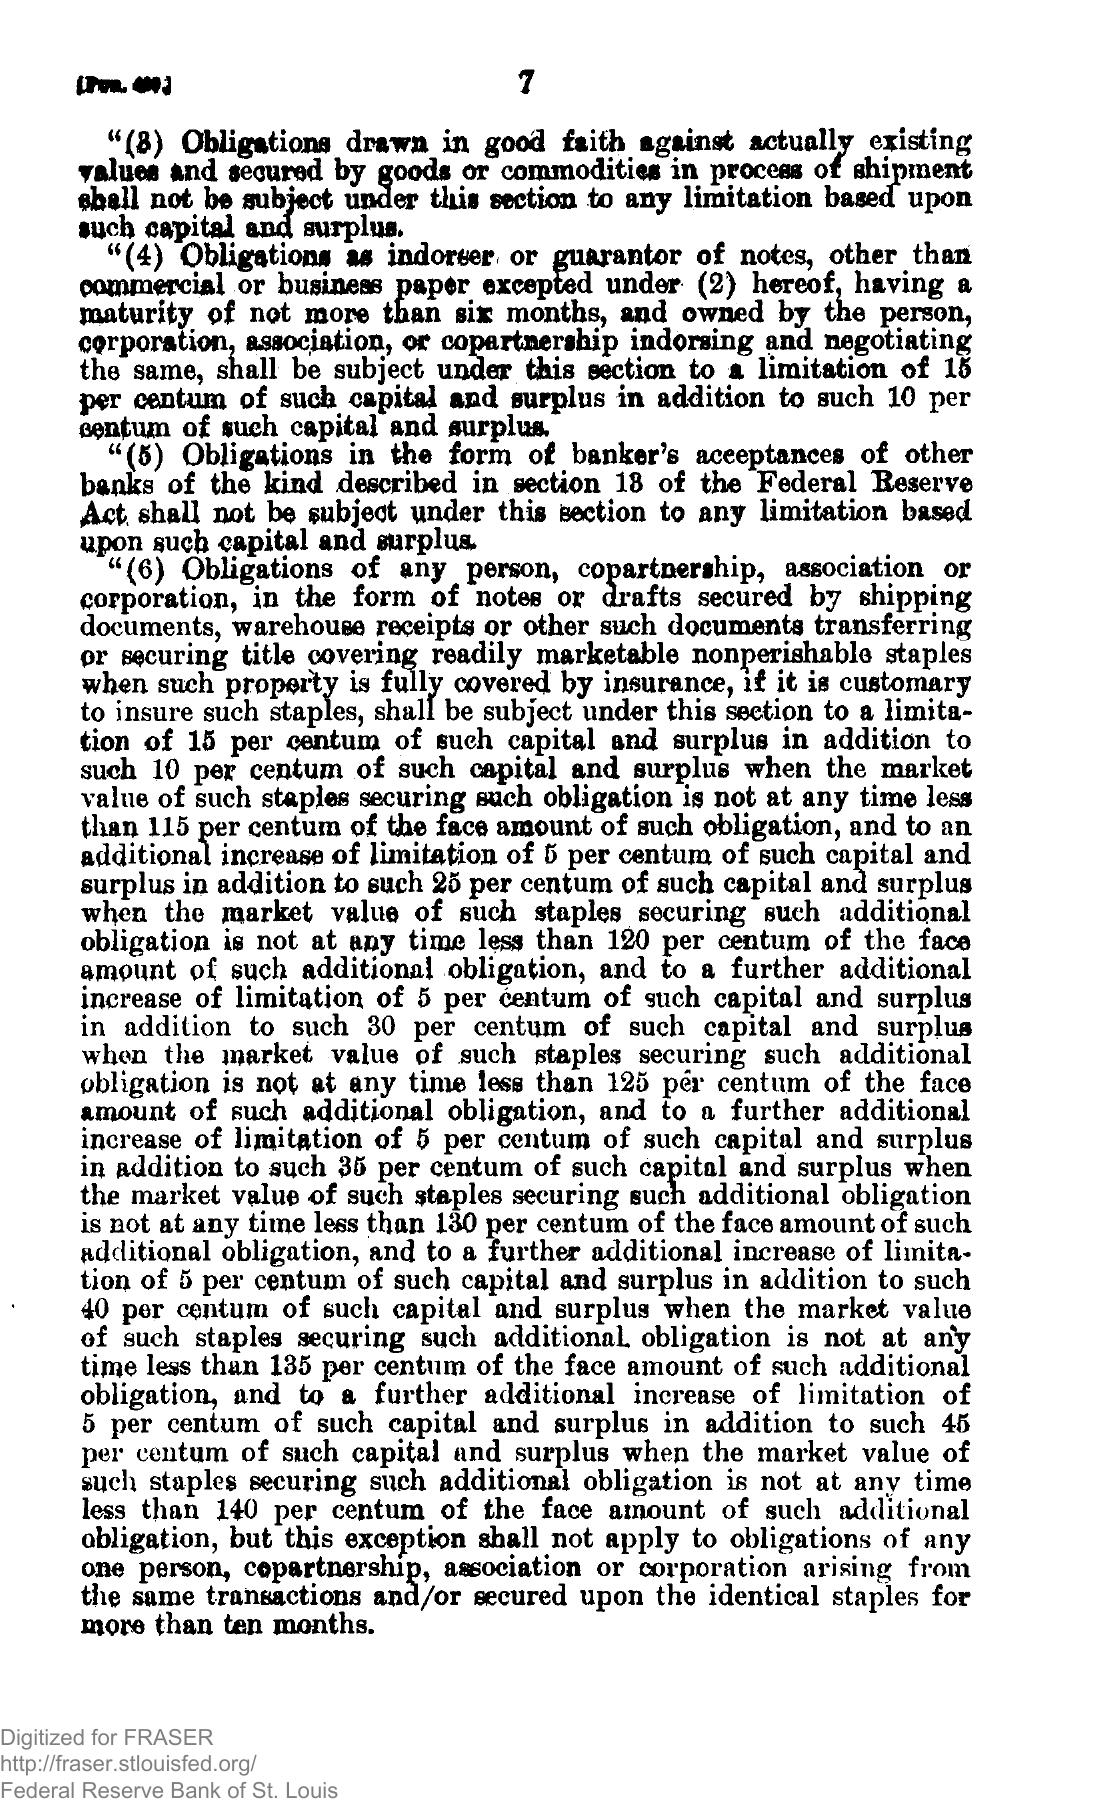 [Pub. 639.] 7
"(3) Obligations drawn in good faith against actually existing
values and secured by goods or commodities in process of shipment
shall not be subject under this section to any limitation based upon
such capital and surplus.
"(4) Obligations as indorser or guarantor of notes, other than
commercial or business paper excepted under (2) hereof, having a
maturity of not more than six months, and owned by the person,
corporation, association, or copartnership indorsing and negotiating
the same, shall be subject under this section to a limitation of 15
per centum of such capital and surplus in addition to such 10 per
centum of such capital and surplus.
"(5) Obligations in the form of banker's acceptances of other
banks of the kind described in section 13 of the Federal Reserve
Act shall not be subject under this section to any limitation based
upon such capital and surplus.
"(6) Obligations of any person, copartnership, association or
corporation, in the form of notes or drafts secured by shipping
documents, warehouse receipts or other such documents transferring
or securing title covering readily marketable nonperishable staples
when such property is fully covered by insurance, if it is customary
to insure such staples, shall be subject under this section to a limita-
tion of 15 per centum of such capital and surplus in addition to
such 10 per centum of such capital and surplus when the market
value of such staples securing such obligation is not at any time less
than 115 per centum of the face amount of such obligation, and to an
additional increase of limitation of 5 per centum of such capital and
surplus in addition to such 25 per centum of such capital and surplus
when the market value of such staples securing such additional
obligation is not at any time less than 120 per centum of the face
amount of such additional obligation, and to a further additional
increase of limitation of 5 per centum of such capital and surplus
in addition to such 30 per centum of such capital and surplus
when the market value of such staples securing such additional
obligation is not at any time less than 125 per centum of the face
amount of such additional obligation, and to a further additional
increase of limitation of 5 per centum of such capital and surplus
in addition to such 35 per centum of such capital and surplus when
the market value of such staples securing such additional obligation
is not at any time less than 130 per centum of the face amount of such
additional obligation, and to a further additional increase of limita-
tion of 5 per centum of such capital and surplus in addition to such
40 per centum of such capital and surplus when the market value
of such staples securing such additional obligation is not at any
time less than 135 per centum of the face amount of such additional
obligation, and to a further additional increase of limitation of
5 per centum of such capital and surplus in addition to such 45
per centum of such capital and surplus when the market value of
such staples securing such additional obligation is not at any time
less than 140 per centum of the face amount of such additional
obligation, but this exception shall not apply to obligations of any
one person, copartnership, association or corporation arising from
the same transactions and/or secured upon the identical staples for
more than ten months.
Digitized for FRASER
http://fraser.stlouisfed.org/
Federal Reserve Bank of St. Louis